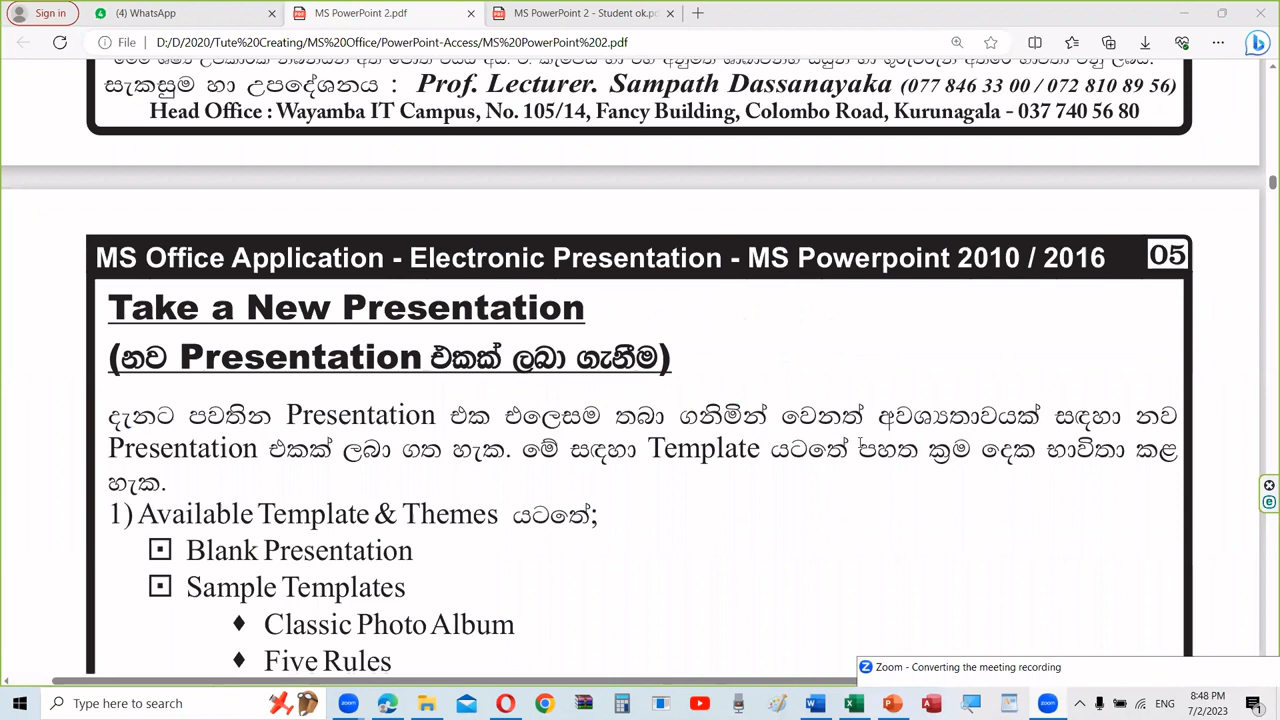 Sign in
(4) WhatsApp
MS PowerPoint 2.pdf
MS PowerPoint 2 - Student ok.pd
File
D:/D/2020/Tute%20Creating/MS%20Office/PowerPoint-Access/MS%20PowerPoint%202.pdf
සැකසුම හා උපදේශනය : Prof. Lecturer. Sampath Dassanayaka (077 846 33 00 / 072 810 89 56)
Head Office : Wayamba IT Campus, No. 105/14, Fancy Building, Colombo Road, Kurunagala - 037 740 56 80
MS Office Application - Electronic Presentation - MS Powerpoint 2010 / 2016 05
Take a New Presentation
(නව Presentation එකක් ලබා ගැනීම)
දැනට පවතින Presentation එක එලෙසම තබා ගනිමින් වෙනත් අවශ්‍යතාවයක් සඳහා නව
Presentation එකක් ලබා ගත හැක. මේ සඳහා Template යටතේ පහත ක්‍රම දෙක භාවිතා කළ
හැක.
1) Available Template & Themes යටතේ;
Blank Presentation
Sample Templates
Classic Photo Album
Five Rules
Zoom - Converting the meeting recording
Type here to search
ENG
8:48 PM
7/2/2023
1